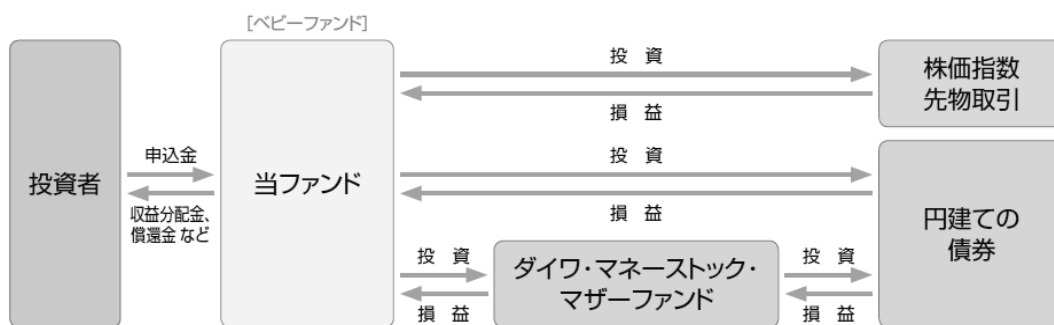 [ベビーファンド]
投資者
申込金
収益分配金、
償還金 など
当ファンド
投 資
損 益
株価指数
先物取引
投 資
損 益
円建ての
債券
投 資
損 益
ダイワ・マネーストック・
マザーファンド
投 資
損 益